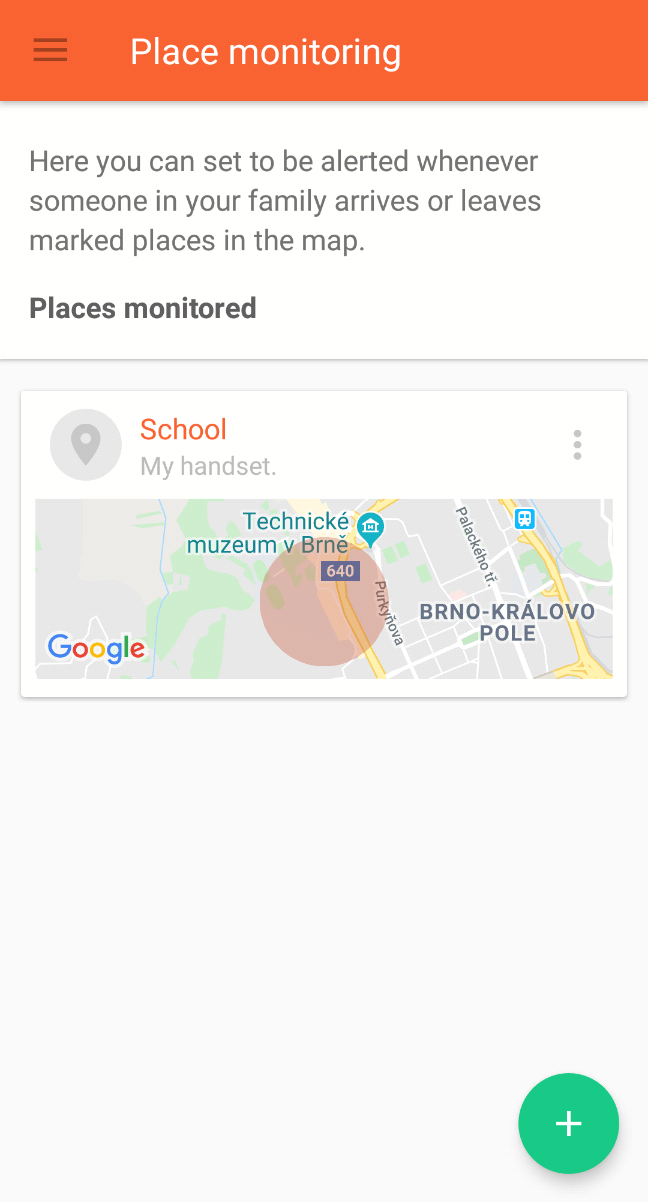 Place monitoring
Here you can set to be alerted whenever
someone in your family arrives or leaves
marked places in the map.
Places monitored
School
My handset.
Technické
muzeum v Brně
640
Purkyňova
Palackého tř.
BRNO-KRÁLOVO
POLE
Google